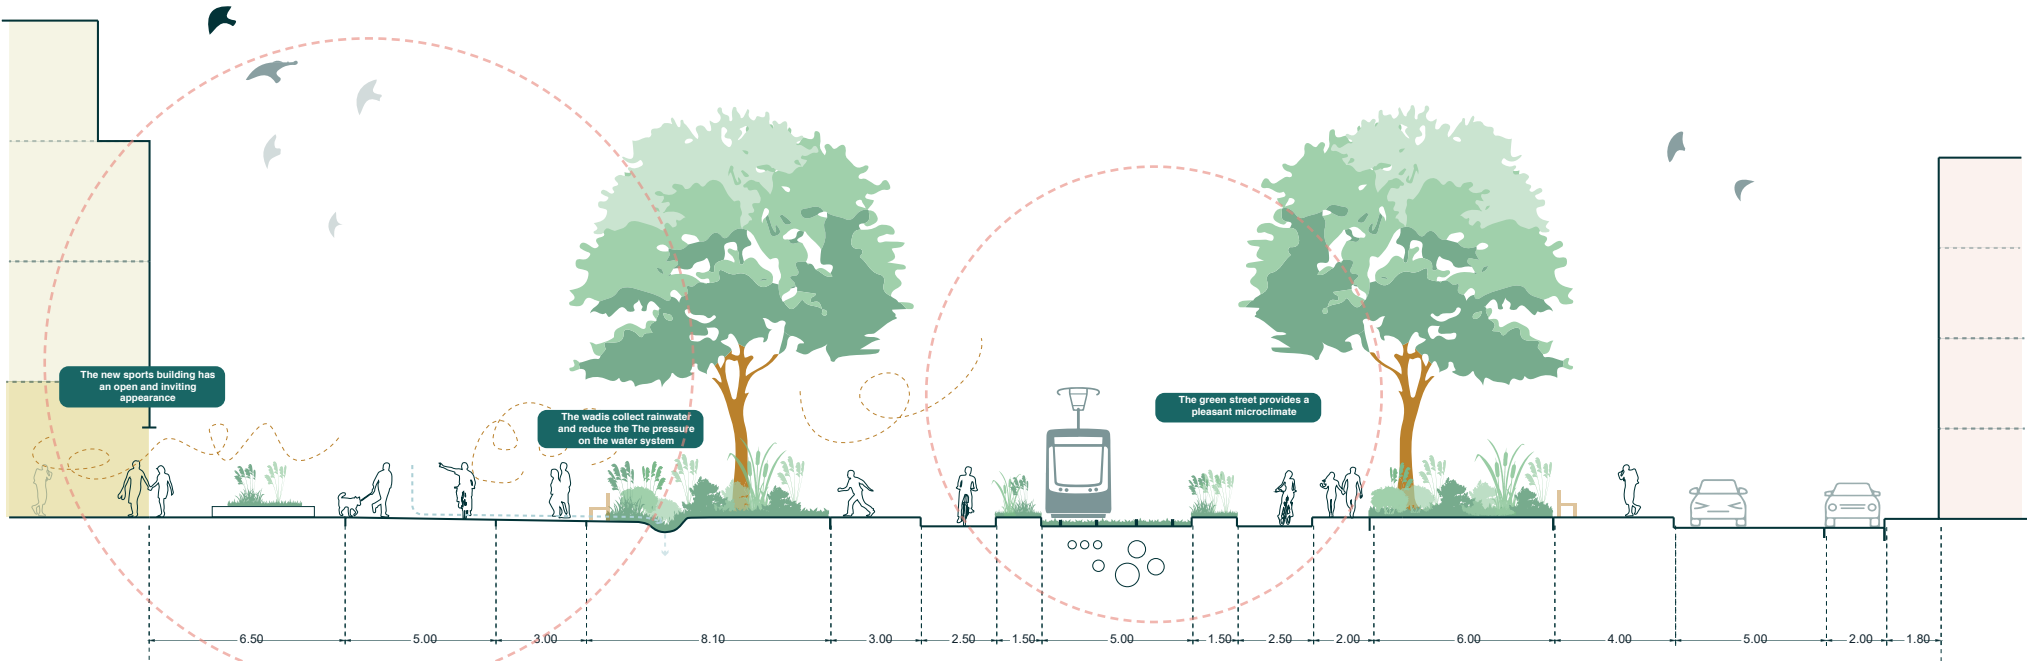 The new sports building has
an open and inviting
appearance
The wadis collect rainwater
and reduce the The pressure
on the water system
The green street provides a
pleasant microclimate
6.50 5.00 3.00 8.10 3.00 2.50 1.50 5.00 1.50 2.50 2.00 6.00 4.00 5.00 2.00 1.80